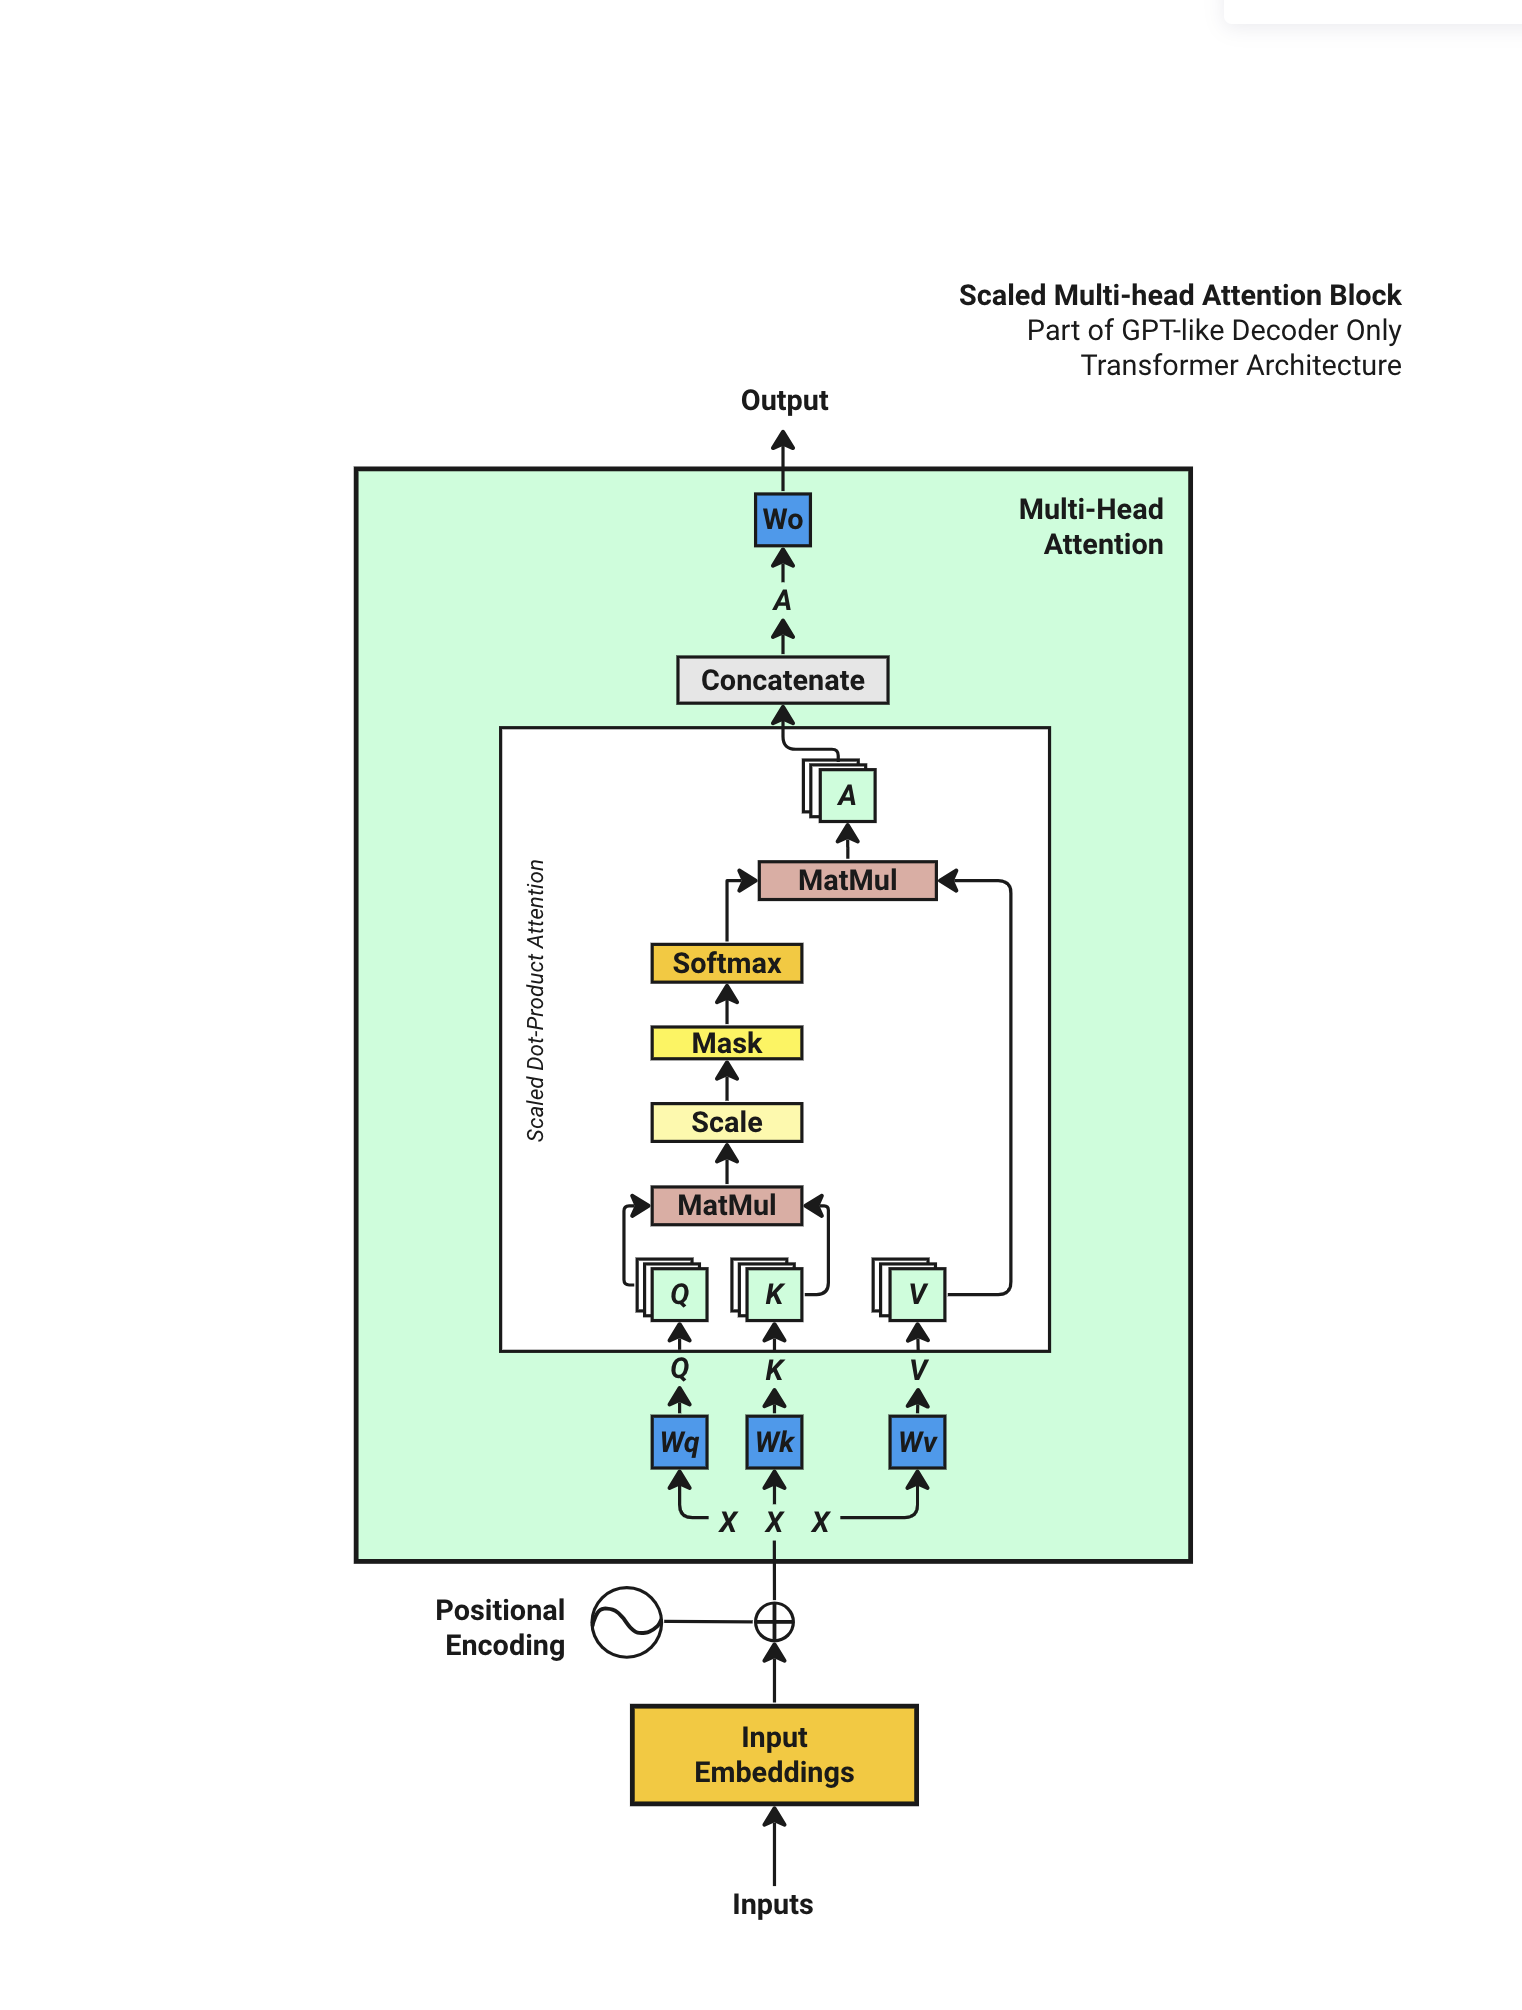 Scaled Multi-head Attention Block
Part of GPT-like Decoder Only
Transformer Architecture
Output
Multi-Head
Attention
Wo
A
Concatenate
A
MatMul
Scaled Dot-Product Attention
Softmax
Mask
Scale
MatMul
Q K V
Q K V
Wq Wk Wv
X X X
Positional
Encoding
Input
Embeddings
Inputs